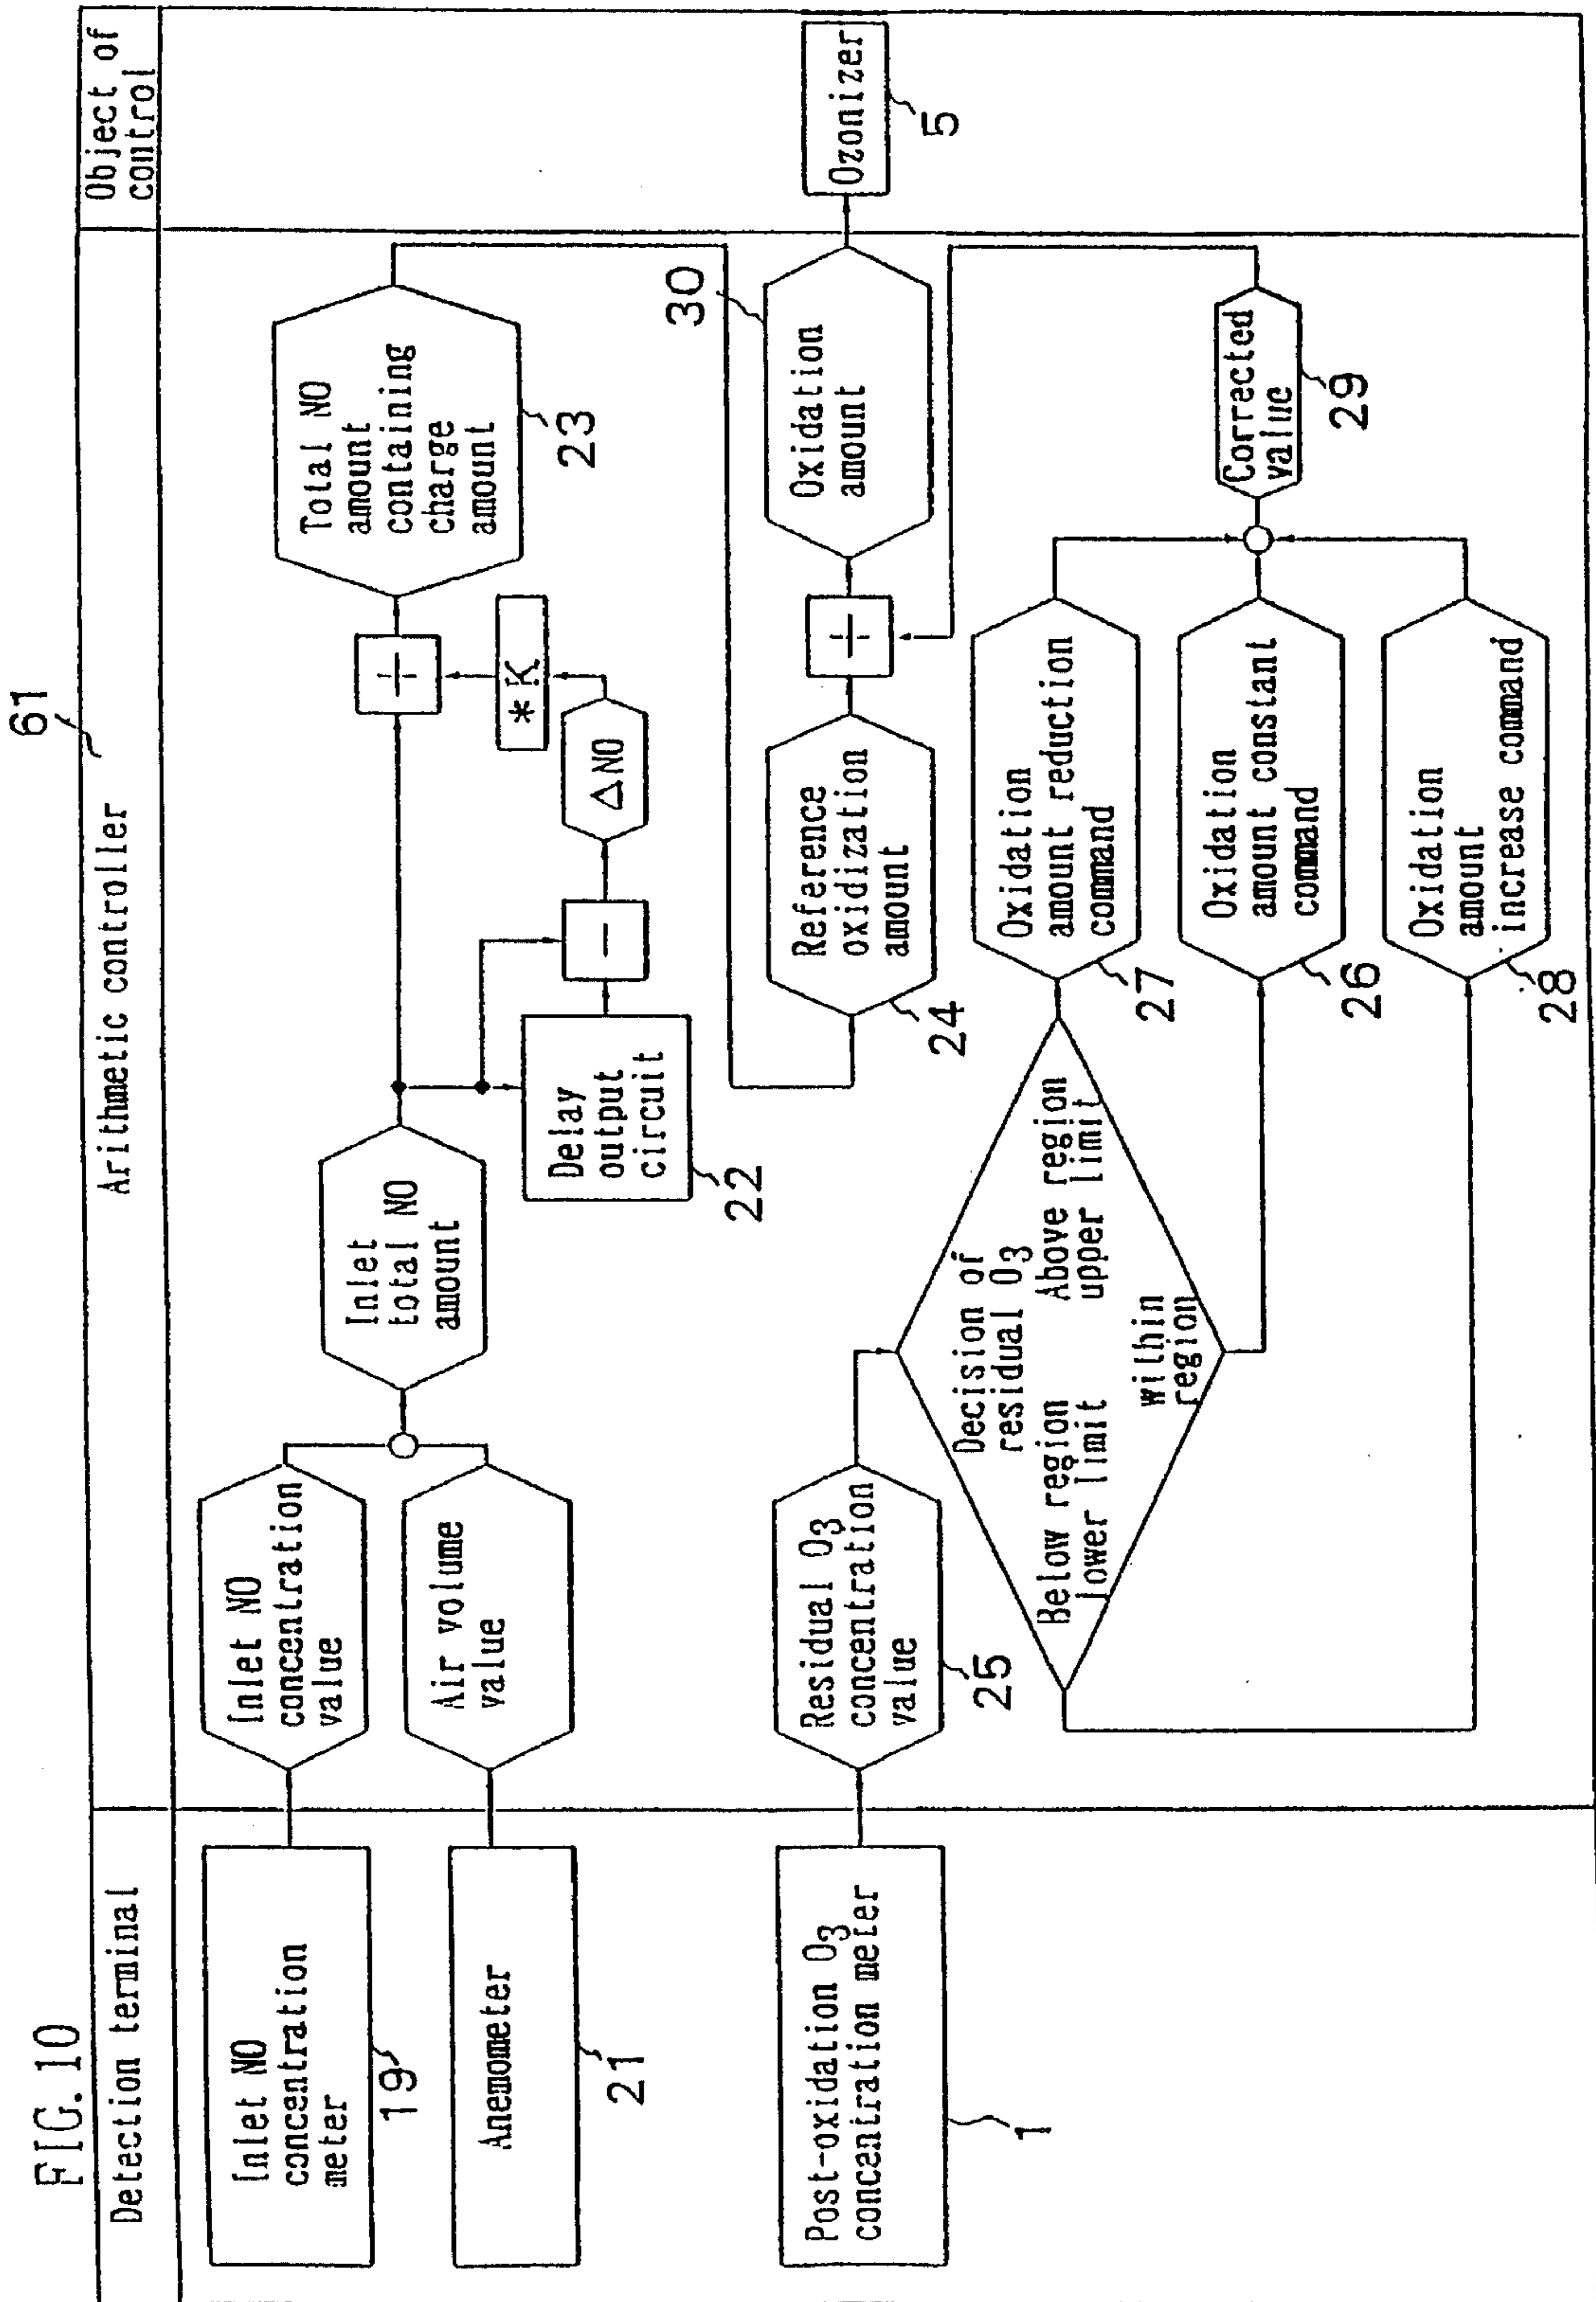 FIG. 10
61
Detection terminal
Arithmetic controller
Object of
control
Inlet NO
concentration
meter
19
Inlet NO
concentration
value
Anemometer
21
Air volume
value
Inlet
total NO
amount
Delay
output
circuit
22
−
△NO
*K
+
Total NO
amount
containing
charge
amount
23
Post-oxidation O3
concentration meter
1
Residual O3
concentration
value
25
Decision of
residual O3
Below region
lower limit
Above region
upper limit
within
region
Reference
oxidization
amount
24
+
Oxidation
amount
30
Ozonizer
5
Oxidation
amount reduction
command
27
Oxidation
amount constant
command
26
Oxidation
amount
increase command
28
Corrected
value
29